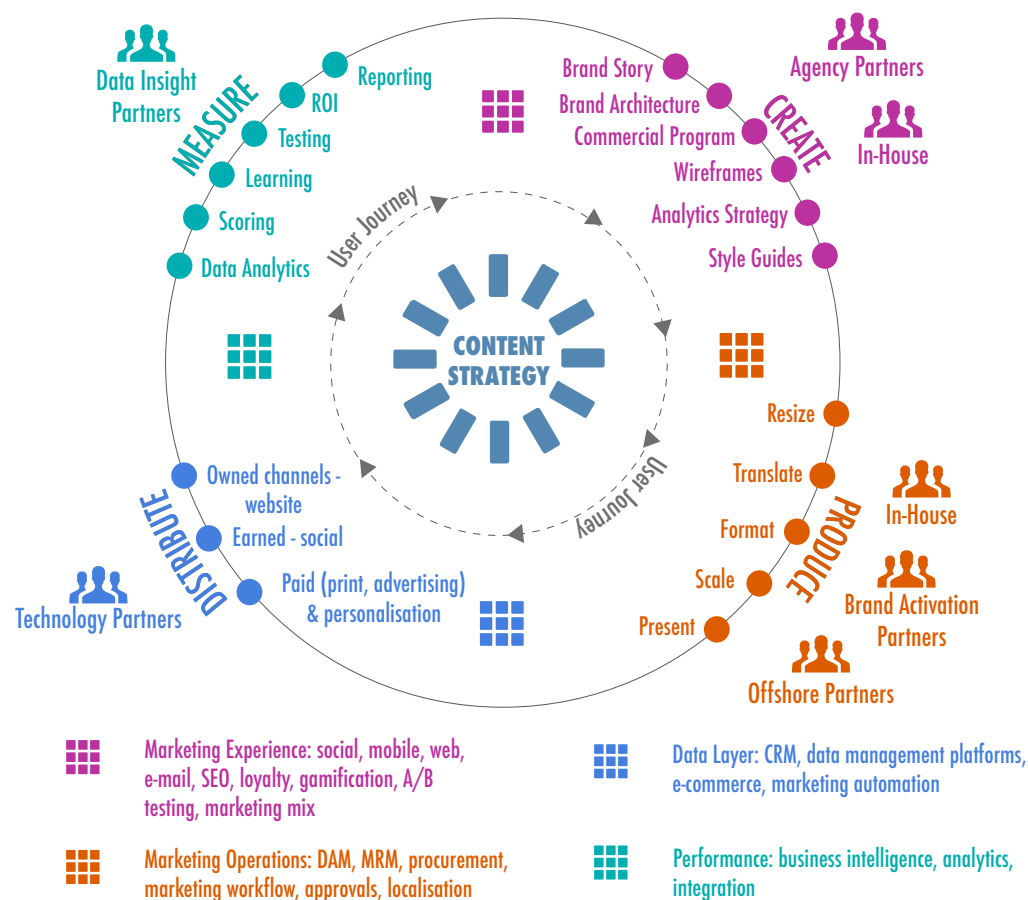 Data Insight
Partners
MEASURE
Reporting
ROI
Testing
Learning
Scoring
Data Analytics
Agency Partners
In-House
CREATE
Brand Story
Brand Architecture
Commercial Program
Wireframes
Analytics Strategy
Style Guides
User Journey
CONTENT
STRATEGY
User Journey
Resize
Translate
Format
Scale
Present
PRODUCE
In-House
Brand Activation
Partners
Offshore Partners
Owned channels -
website
Earned - social
Paid (print, advertising)
& personalisation
DISTRIBUTE
Technology Partners
Marketing Experience: social, mobile, web,
e-mail, SEO, loyalty, gamification, A/B
testing, marketing mix
Data Layer: CRM, data management platforms,
e-commerce, marketing automation
Marketing Operations: DAM, MRM, procurement,
marketing workflow, approvals, localisation
Performance: business intelligence, analytics,
integration